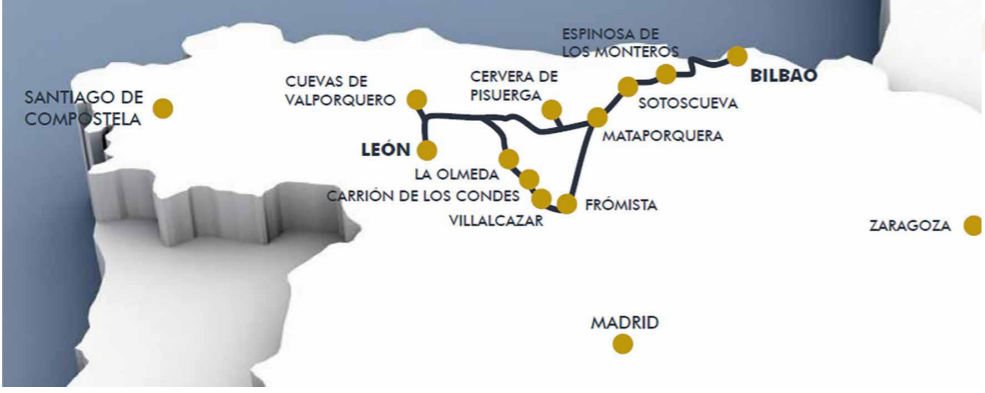 ESPINOSA DE
LOS MONTEROS
BILBAO
CERVERA DE
PISUERGA
CUEVAS DE
VALPORQUERO
SANTIAGO DE
COMPOSTELA
SOTOSCUEVA
MATAPORQUERA
LEÓN
LA OLMEDA
CARRIÓN DE LOS CONDES
VILLALCAZAR
FRÓMISTA
ZARAGOZA
MADRID